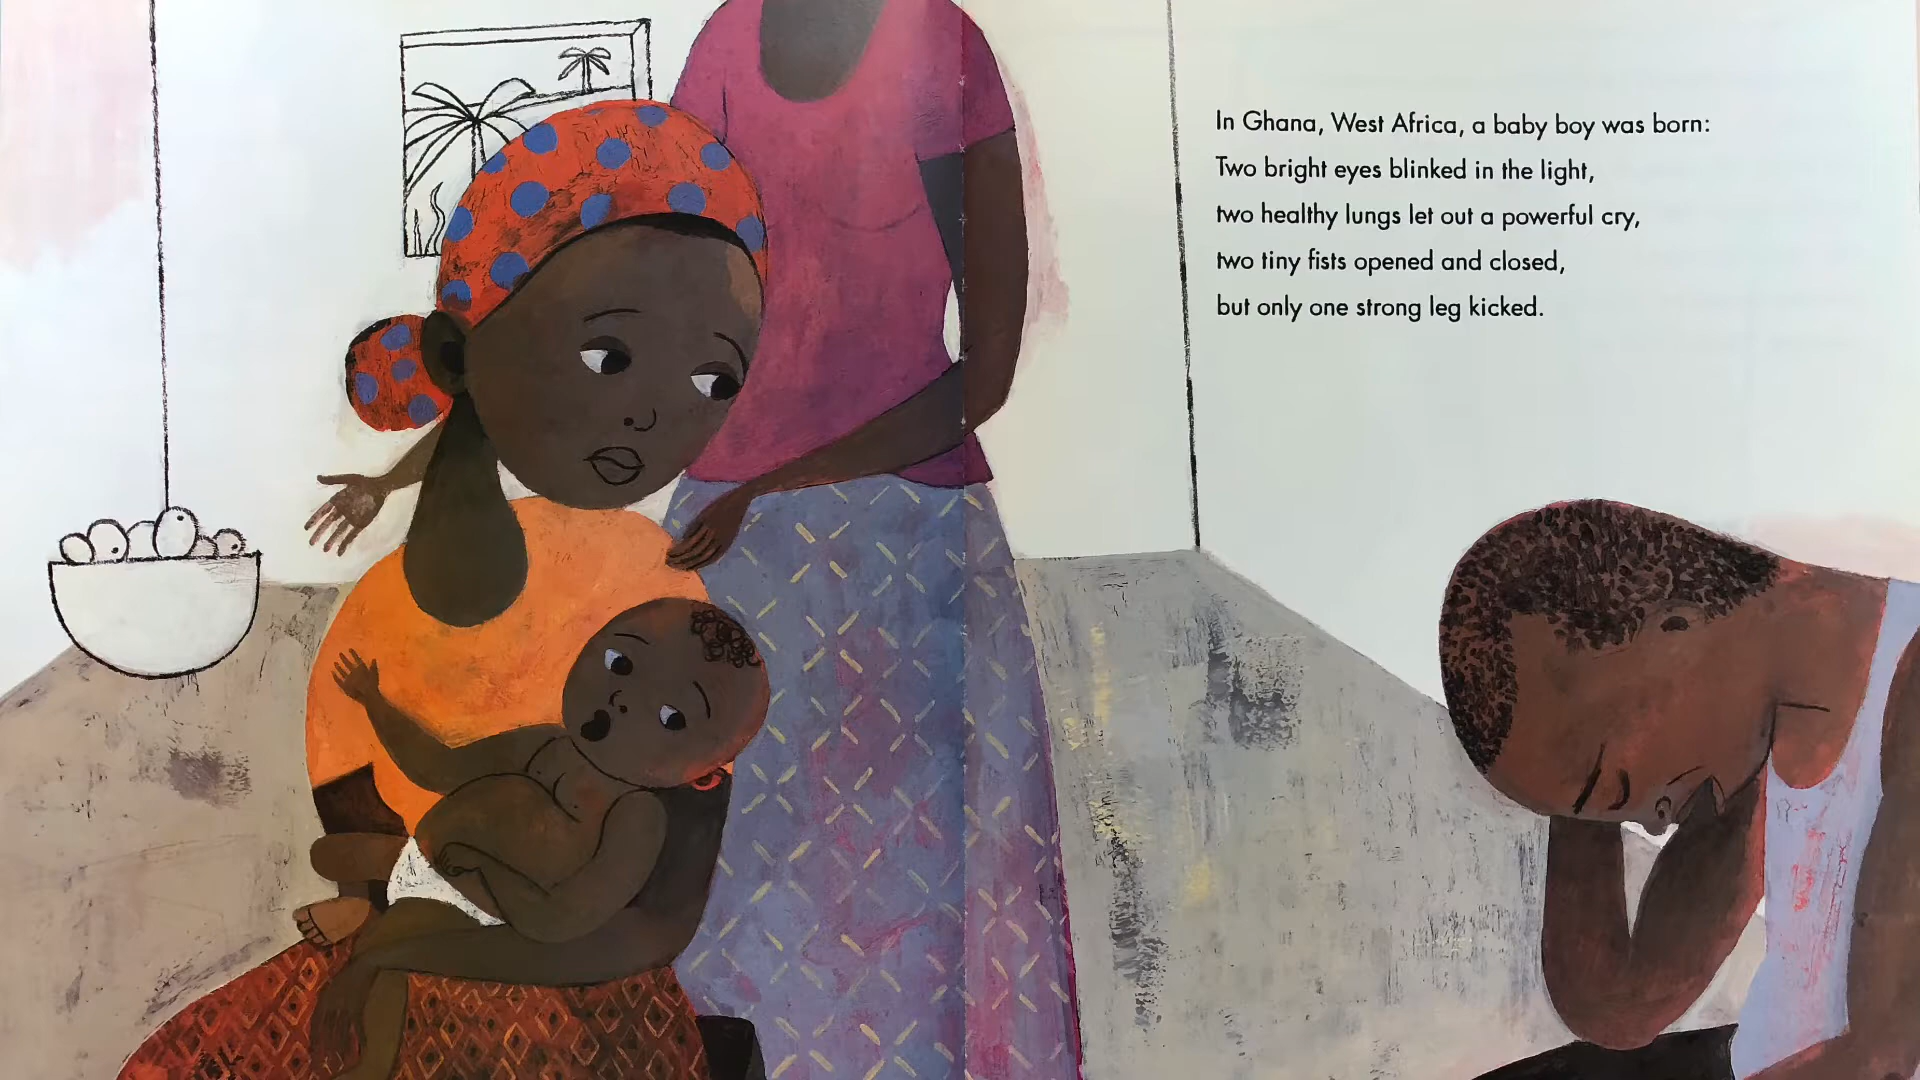 In Ghana, West Africa, a baby boy was born:
Two bright eyes blinked in the light,
two healthy lungs let out a powerful cry,
two tiny fists opened and closed,
but only one strong leg kicked.